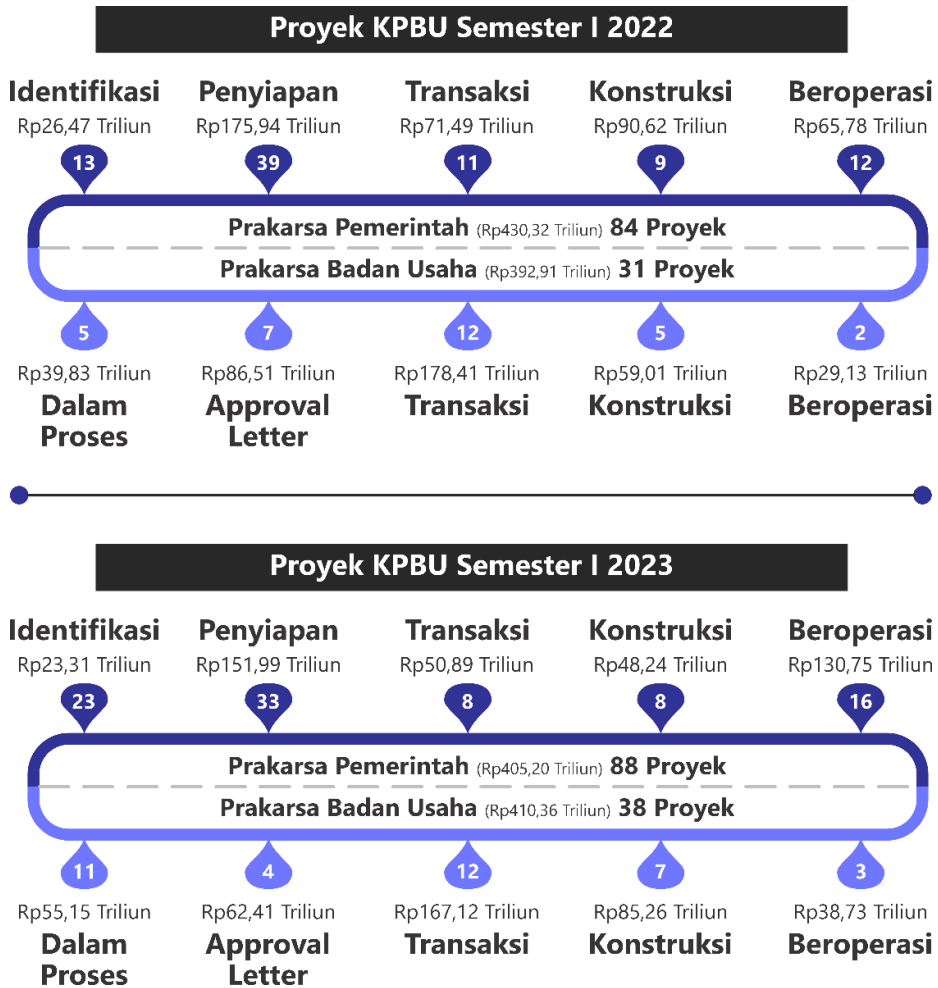 Proyek KPBU Semester I 2022
Identifikasi Penyiapan Transaksi Konstruksi Beroperasi
Rp26,47 Triliun Rp175,94 Triliun Rp71,49 Triliun Rp90,62 Triliun Rp65,78 Triliun
13 39 11 9 12
Prakarsa Pemerintah (Rp430,32 Triliun) 84 Proyek
Prakarsa Badan Usaha (Rp392,91 Triliun) 31 Proyek
5 7 12 5 2
Rp39,83 Triliun Rp86,51 Triliun Rp178,41 Triliun Rp59,01 Triliun Rp29,13 Triliun
Dalam Approval Transaksi Konstruksi Beroperasi
Proses Letter
Proyek KPBU Semester I 2023
Identifikasi Penyiapan Transaksi Konstruksi Beroperasi
Rp23,31 Triliun Rp151,99 Triliun Rp50,89 Triliun Rp48,24 Triliun Rp130,75 Triliun
23 33 8 8 16
Prakarsa Pemerintah (Rp405,20 Triliun) 88 Proyek
Prakarsa Badan Usaha (Rp410,36 Triliun) 38 Proyek
11 4 12 7 3
Rp55,15 Triliun Rp62,41 Triliun Rp167,12 Triliun Rp85,26 Triliun Rp38,73 Triliun
Dalam Approval Transaksi Konstruksi Beroperasi
Proses Letter